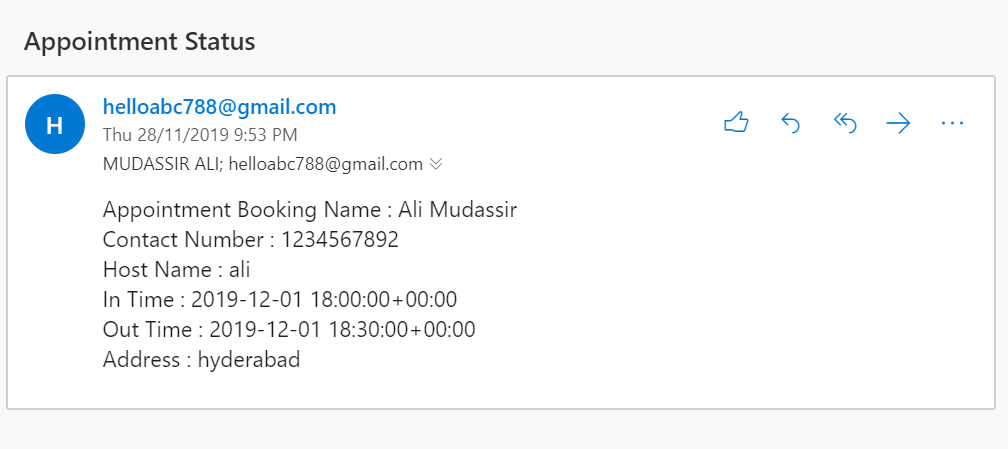 Appointment Status
H
helloabc788@gmail.com
Thu 28/11/2019 9:53 PM
MUDASSIR ALI; helloabc788@gmail.com
Appointment Booking Name : Ali Mudassir
Contact Number : 1234567892
Host Name : ali
In Time : 2019-12-01 18:00:00+00:00
Out Time : 2019-12-01 18:30:00+00:00
Address : hyderabad